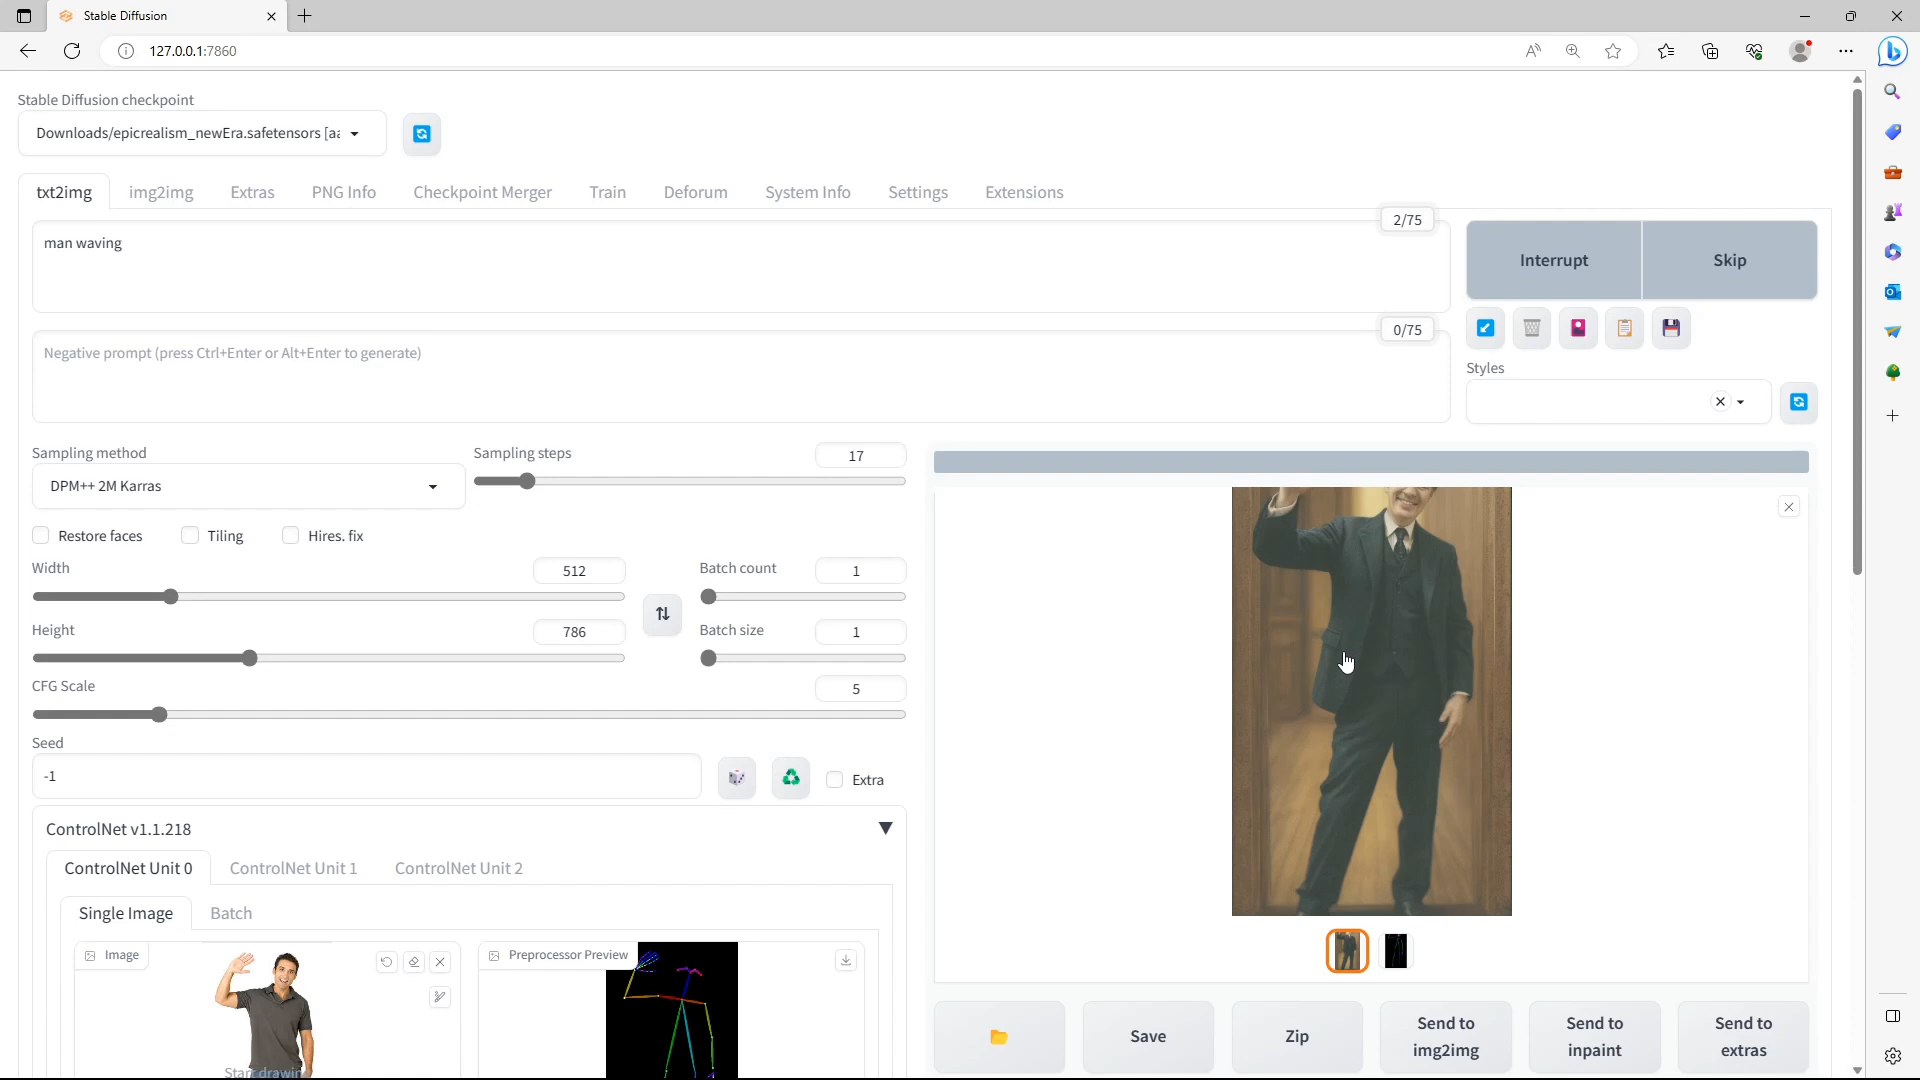 Stable Diffusion
127.0.0.1:7860
Stable Diffusion checkpoint
Downloads/epicrealism_newEra.safetensors [aa
txt2img img2img Extras PNG Info Checkpoint Merger Train Deforum System Info Settings Extensions
2/75
man waving
Interrupt Skip
0/75
Negative prompt (press Ctrl+Enter or Alt+Enter to generate)
Styles
Sampling method
DPM++ 2M Karras
Sampling steps 17
Restore faces Tiling Hires. fix
Width 512
Batch count 1
Height 786
Batch size 1
CFG Scale 5
Seed
-1
Extra
ControlNet v1.1.218
ControlNet Unit 0 ControlNet Unit 1 ControlNet Unit 2
Single Image Batch
Image
Preprocessor Preview
Start drawin
Save
Zip
Send to
img2img
Send to
inpaint
Send to
extras